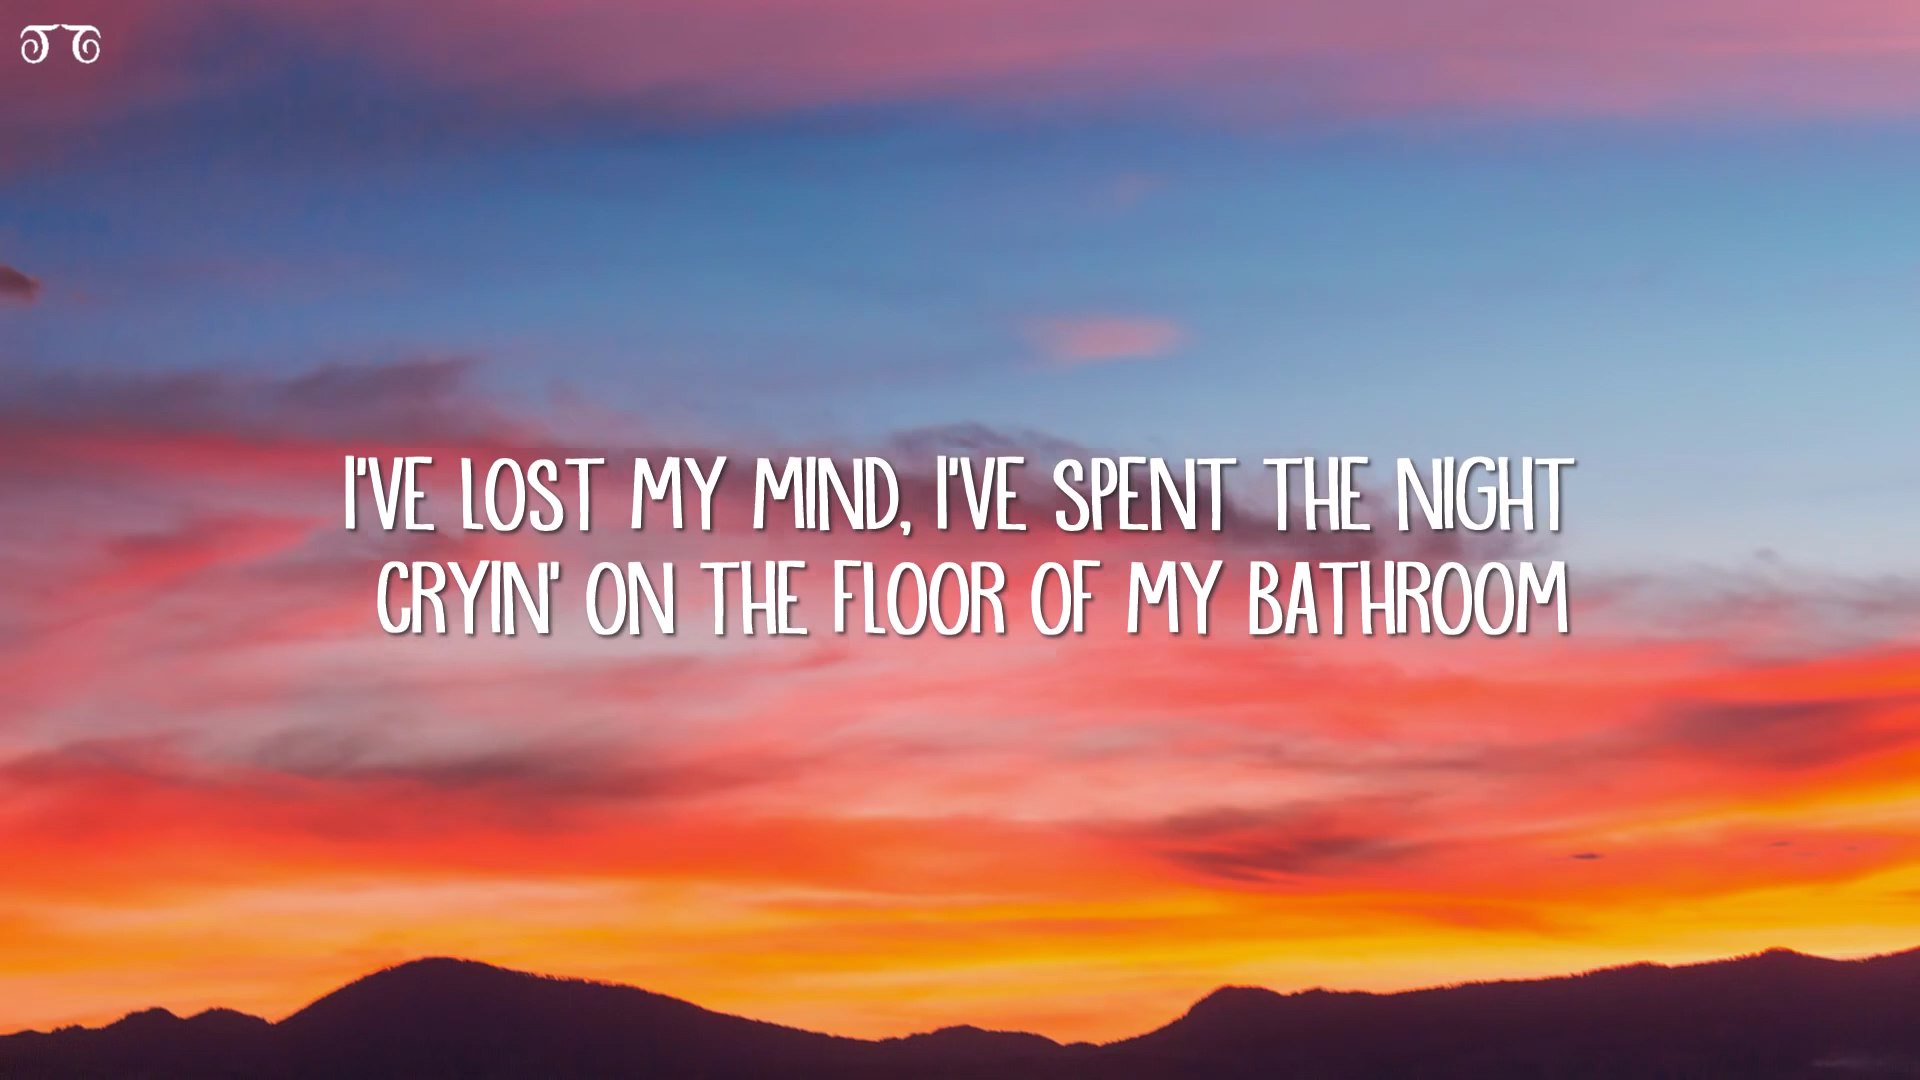 I'VE LOST MY MIND, I'VE SPENT THE NIGHT
CRYIN' ON THE FLOOR OF MY BATHROOM